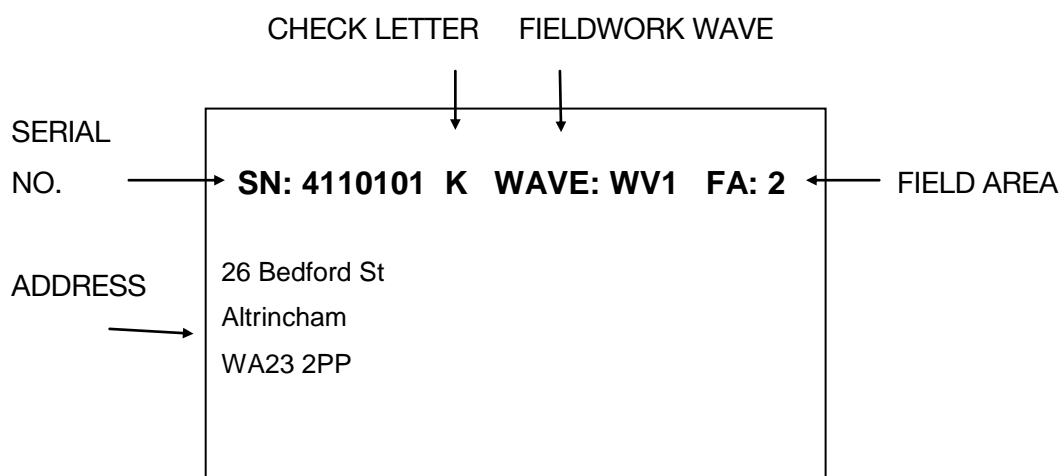 CHECK LETTER FIELDWORK WAVE
SERIAL
NO.
SN: 4110101 K WAVE: WV1 FA: 2
FIELD AREA
ADDRESS
26 Bedford St
Altrincham
WA23 2PP